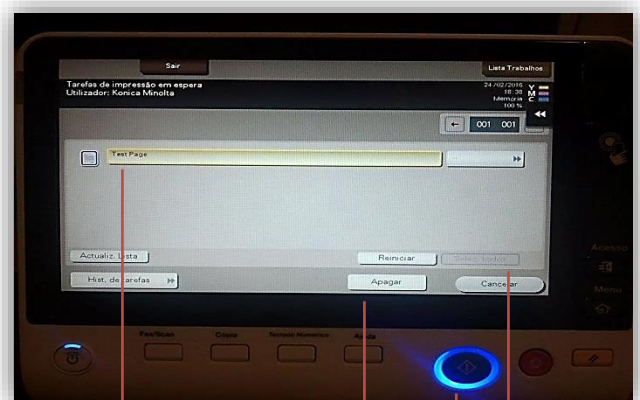 Sair
Lista Trabalhos
Tarefas de impressão em espera
Utilizador: Konica Minolta
24/02/2016
18:38
Memória
100 %
Y
M
C
001 001
Test Page
Actualiz. Lista
Reiniciar
Selec. todos
Hist. de tarefas
Apagar
Cancelar
Fax/Scan
Copia
Teclado Numerico
Ajuda
Acesso
Menu